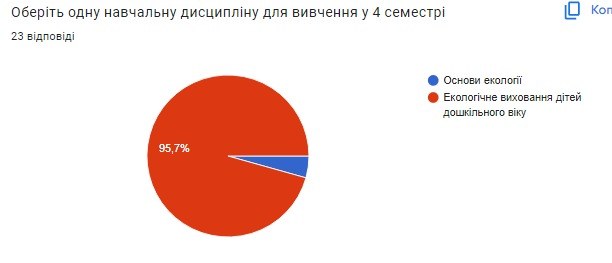 Оберіть одну навчальну дисципліну для вивчення у 4 семестрі
Коп
23 відповіді
Основи екології
Екологічне виховання дітей
дошкільного віку
95,7%